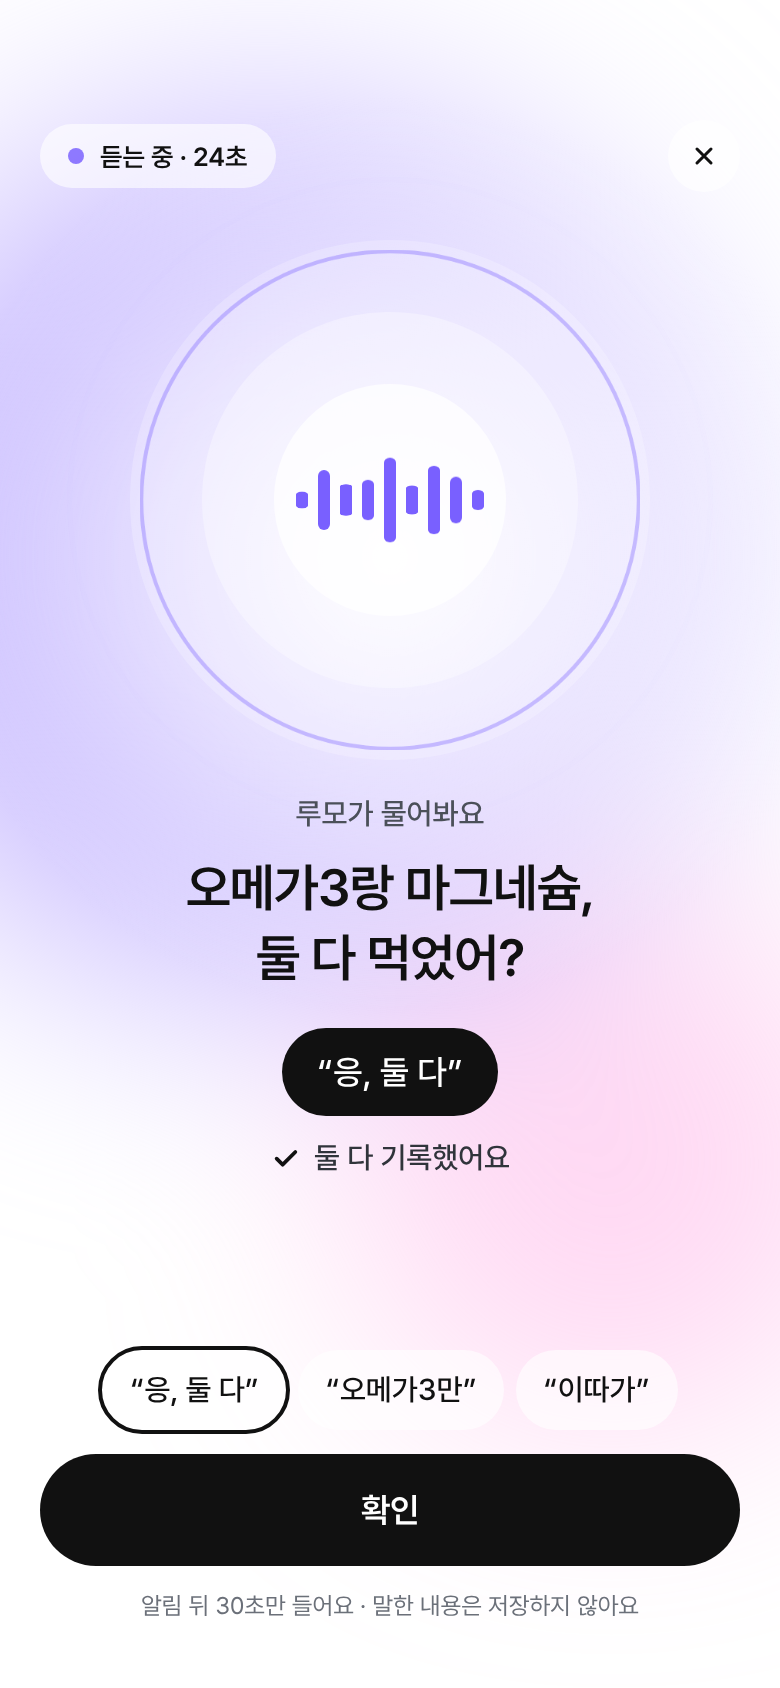 듣는 중 · 24초
루모가 물어봐요
오메가3랑 마그네슘,
둘 다 먹었어?
“응, 둘 다”
둘 다 기록했어요
“응, 둘 다” “오메가3만” “이따가”
확인
알림 뒤 30초만 들어요 · 말한 내용은 저장하지 않아요